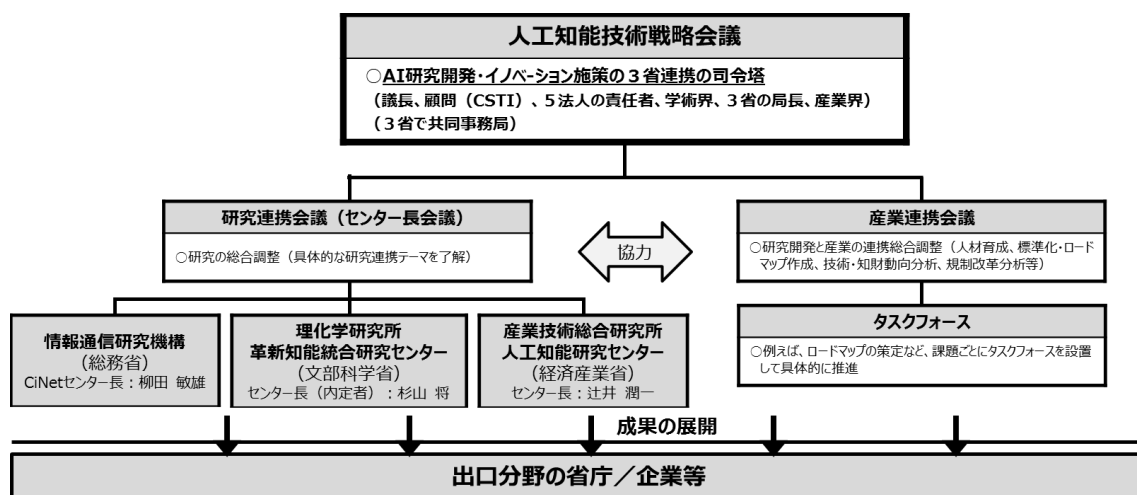 人工知能技術戦略会議
○AI研究開発・イノベーション施策の３省連携の司令塔
（議長、顧問（CSTI）、５法人の責任者、学術界、３省の局長、産業界）
（３省で共同事務局）
研究連携会議（センター長会議）
○研究の総合調整（具体的な研究連携テーマを了解）
協力
産業連携会議
○研究開発と産業の連携総合調整（人材育成、標準化・ロード
マップ作成、技術・知財動向分析、規制改革分析等）
情報通信研究機構
（総務省）
CiNetセンター長：柳田 敏雄
理化学研究所
革新知能統合研究センター
（文部科学省）
センター長（内定者）：杉山 将
産業技術総合研究所
人工知能研究センター
（経済産業省）
センター長：辻井 潤一
タスクフォース
○例えば、ロードマップの策定など、課題ごとにタスクフォースを設置
して具体的に推進
成果の展開
出口分野の省庁／企業等